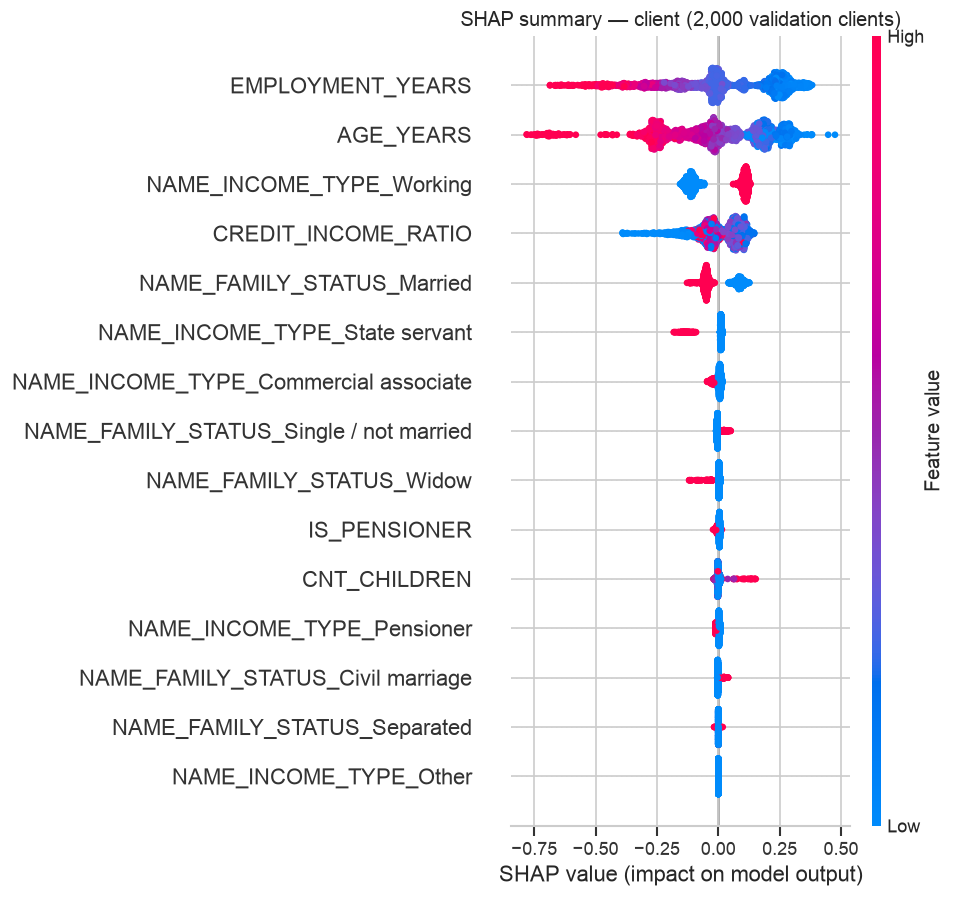 SHAP summary — client (2,000 validation clients)
High
EMPLOYMENT_YEARS
AGE_YEARS
NAME_INCOME_TYPE_Working
CREDIT_INCOME_RATIO
NAME_FAMILY_STATUS_Married
NAME_INCOME_TYPE_State servant
NAME_INCOME_TYPE_Commercial associate
NAME_FAMILY_STATUS_Single / not married
NAME_FAMILY_STATUS_Widow
IS_PENSIONER
CNT_CHILDREN
NAME_INCOME_TYPE_Pensioner
NAME_FAMILY_STATUS_Civil marriage
NAME_FAMILY_STATUS_Separated
NAME_INCOME_TYPE_Other
Feature value
Low
−0.75 −0.50 −0.25 0.00 0.25 0.50
SHAP value (impact on model output)